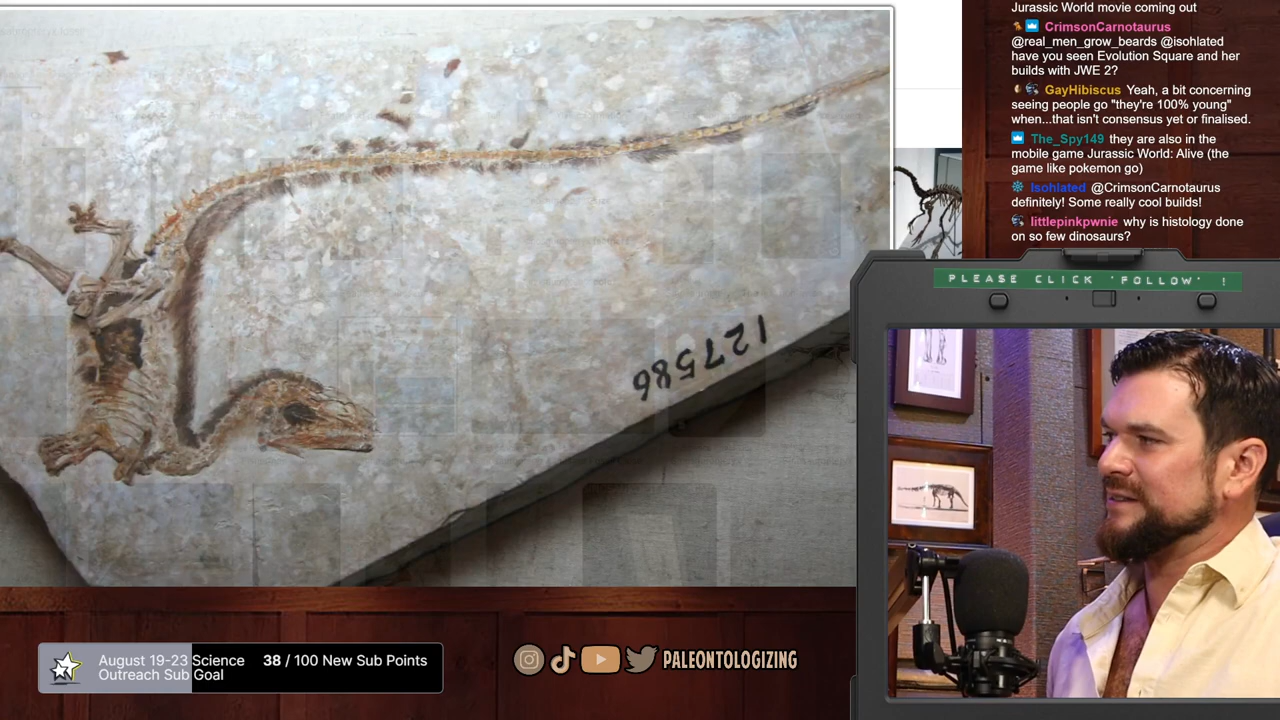 Jurassic World movie coming out
CrimsonCarnotaurus
@real_men_grow_beards @isohlated
have you seen Evolution Square and her
builds with JWE 2?
GayHibiscus Yeah, a bit concerning
seeing people go "they're 100% young"
when...that isn't consensus yet or finalised.
The_Spy149 they are also in the
mobile game Jurassic World: Alive (the
game like pokemon go)
Isohlated @CrimsonCarnotaurus
definitely! Some really cool builds!
littlepinkpwnie why is histology done
on so few dinosaurs?
PLEASE CLICK 'FOLLOW' !
127586
August 19-23 Science
Outreach Sub Goal
38 / 100 New Sub Points
PALEONTOLOGIZING